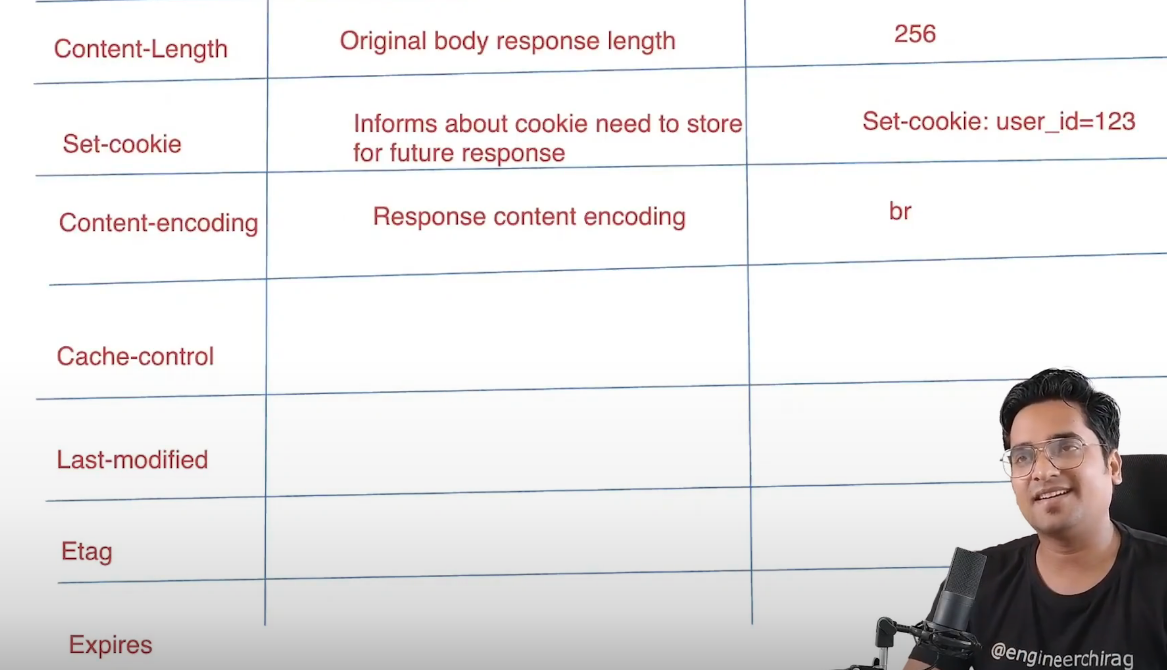 Content-Length
Original body response length
256
Set-cookie
Informs about cookie need to store
for future response
Set-cookie: user_id=123
Content-encoding
Response content encoding
br
Cache-control
Last-modified
Etag
Expires
@engineerchirag